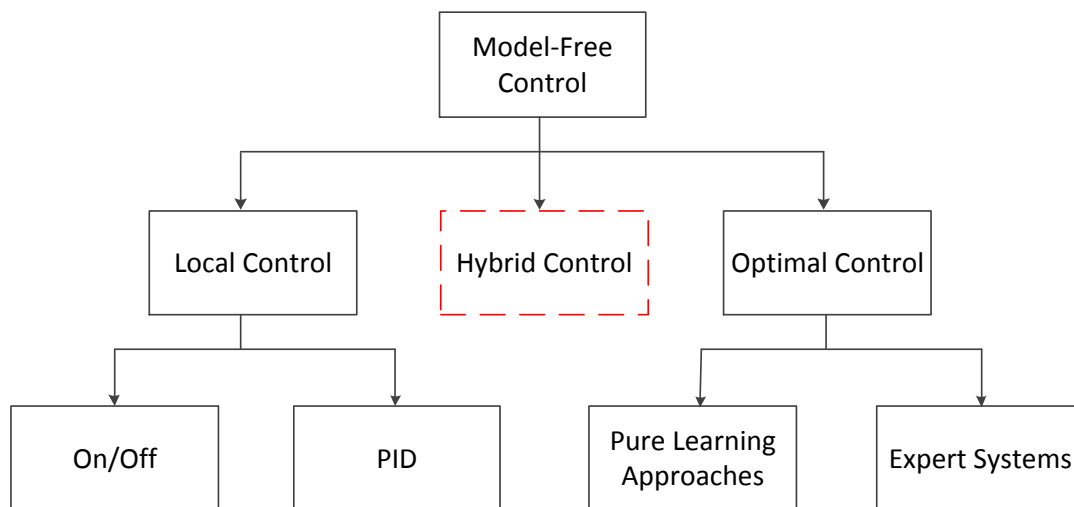 Model-Free
Control
Local Control
Hybrid Control
Optimal Control
On/Off
PID
Pure Learning
Approaches
Expert Systems